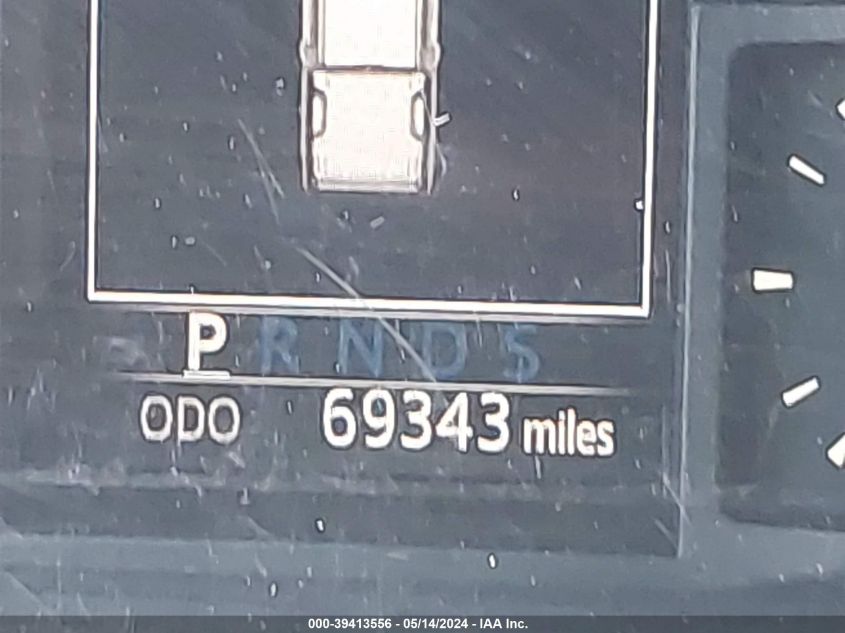 P R N D S
ODO 69343 miles
000-39413556 - 05/14/2024 - IAA Inc.